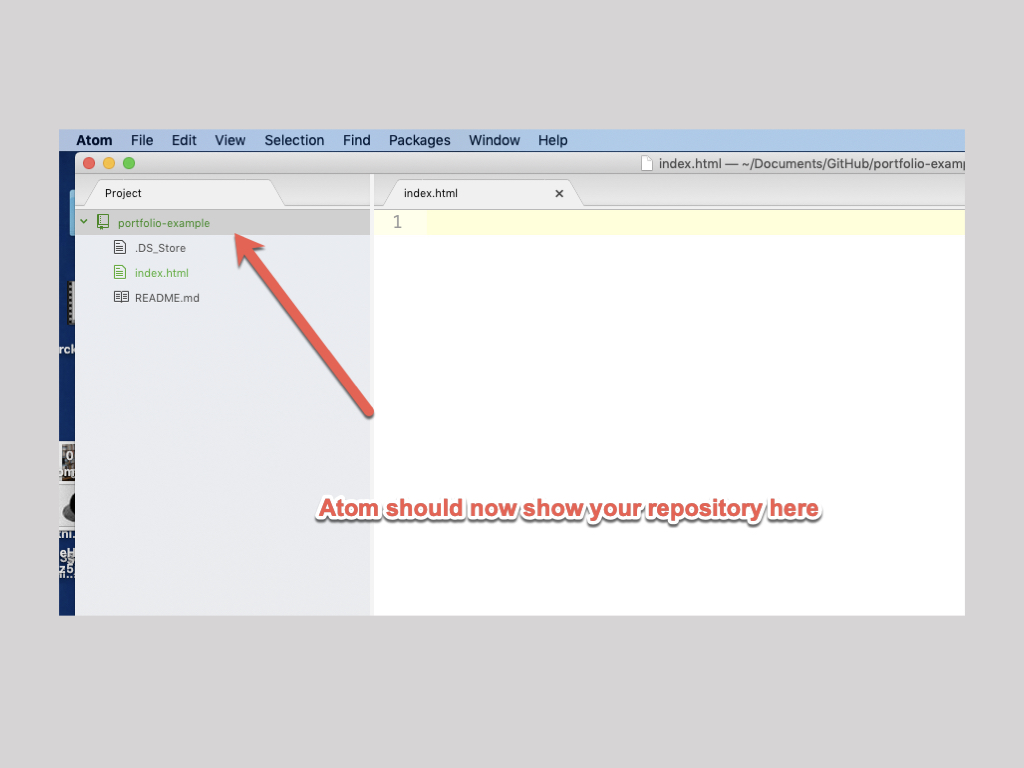 Atom File Edit View Selection Find Packages Window Help
index.html — ~/Documents/GitHub/portfolio-examp
Project
index.html
1
portfolio-example
.DS_Store
index.html
README.md
Atom should now show your repository here